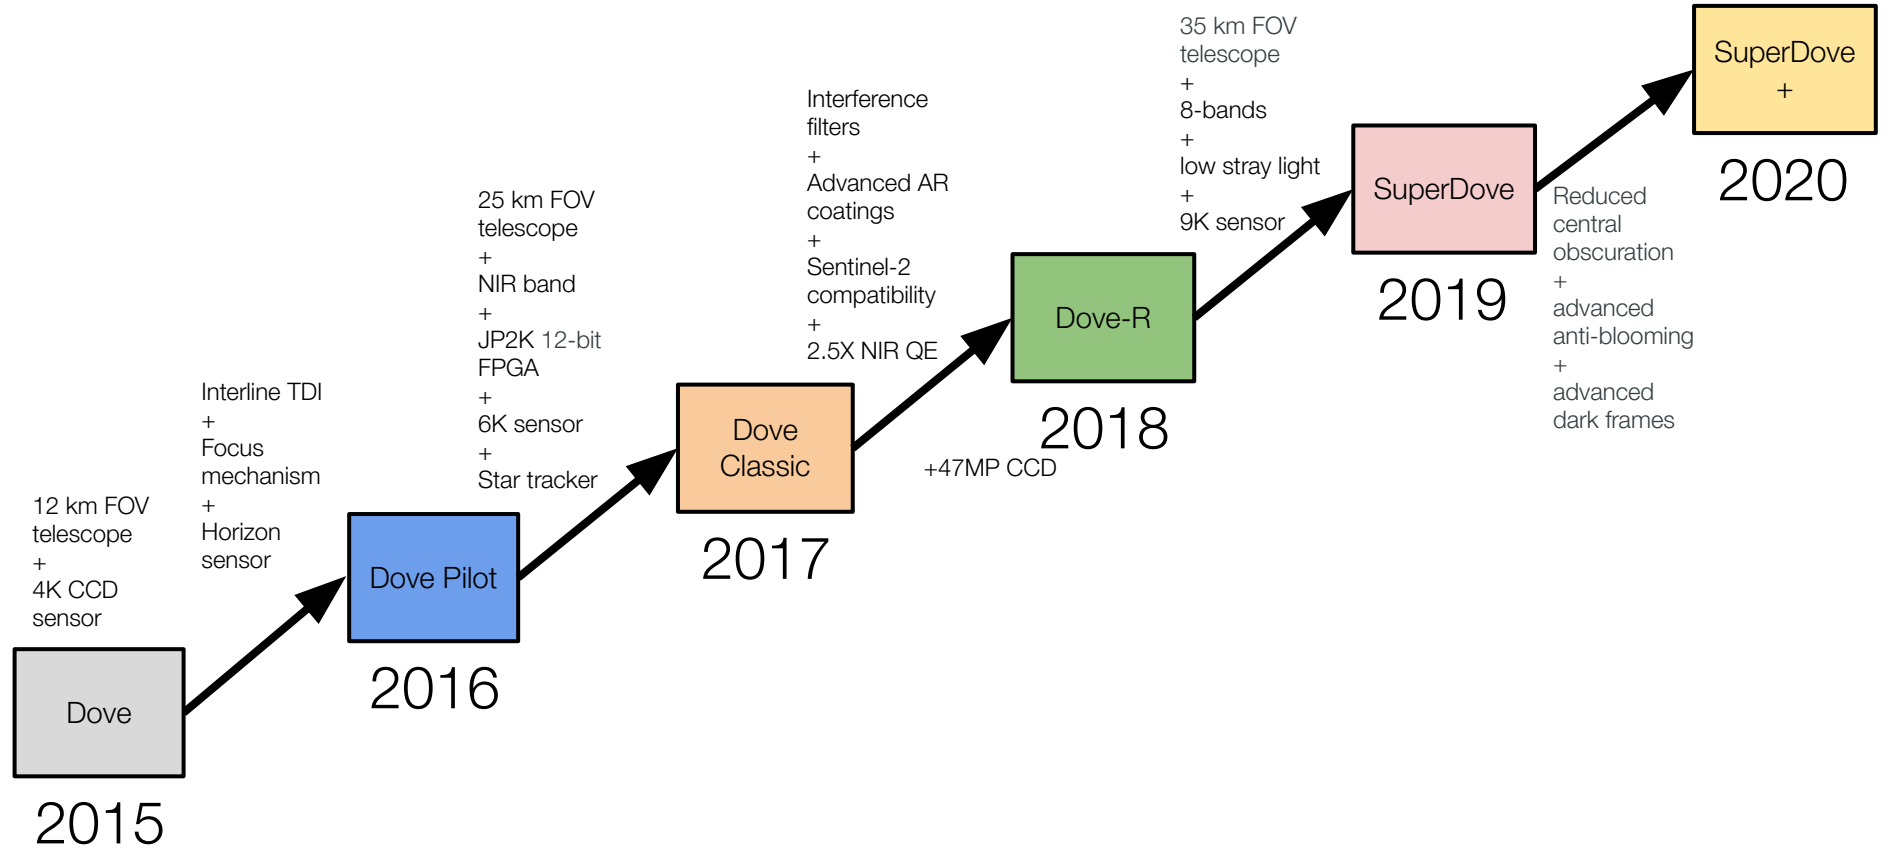 12 km FOV
telescope
+
4K CCD
sensor
Dove
2015
Interline TDI
+
Focus
mechanism
+
Horizon
sensor
Dove Pilot
2016
25 km FOV
telescope
+
NIR band
+
JP2K 12-bit
FPGA
+
6K sensor
+
Star tracker
Dove
Classic
2017
Interference
filters
+
Advanced AR
coatings
+
Sentinel-2
compatibility
+
2.5X NIR QE
+47MP CCD
Dove-R
2018
35 km FOV
telescope
+
8-bands
+
low stray light
+
9K sensor
SuperDove
2019
Reduced
central
obscuration
+
advanced
anti-blooming
+
advanced
dark frames
SuperDove
+
2020